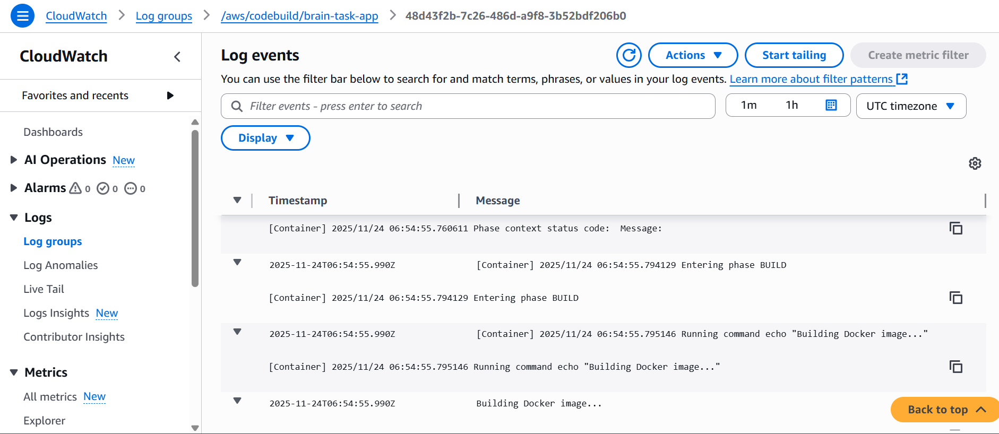 CloudWatch > Log groups > /aws/codebuild/brain-task-app > 48d43f2b-7c26-486d-a9f8-3b52bdf206b0
CloudWatch
Favorites and recents
Dashboards
AI Operations New
Alarms 0 0 0
Logs
Log groups
Log Anomalies
Live Tail
Logs Insights New
Contributor Insights
Metrics
All metrics New
Explorer
Log events
Actions
Start tailing
Create metric filter
You can use the filter bar below to search for and match terms, phrases, or values in your log events. Learn more about filter patterns
Filter events - press enter to search
1m 1h
UTC timezone
Display
Timestamp Message
[Container] 2025/11/24 06:54:55.760611 Phase context status code:  Message:
2025-11-24T06:54:55.990Z [Container] 2025/11/24 06:54:55.794129 Entering phase BUILD
[Container] 2025/11/24 06:54:55.794129 Entering phase BUILD
2025-11-24T06:54:55.990Z [Container] 2025/11/24 06:54:55.795146 Running command echo "Building Docker image..."
[Container] 2025/11/24 06:54:55.795146 Running command echo "Building Docker image..."
2025-11-24T06:54:55.990Z Building Docker image...
Back to top